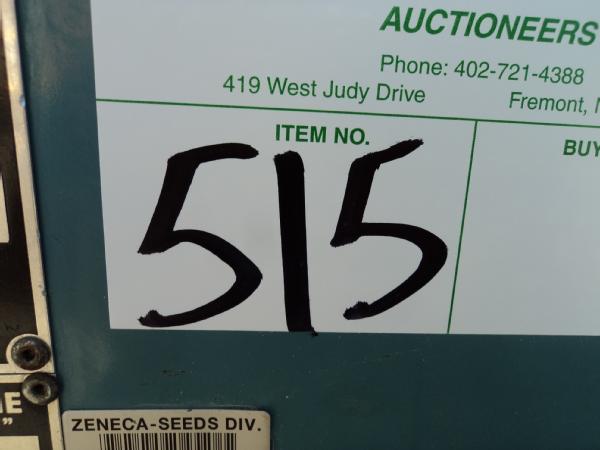 AUCTIONEERS
Phone: 402-721-4388
419 West Judy Drive Fremont,
ITEM NO.
BUY
515
ZENECA-SEEDS DIV.